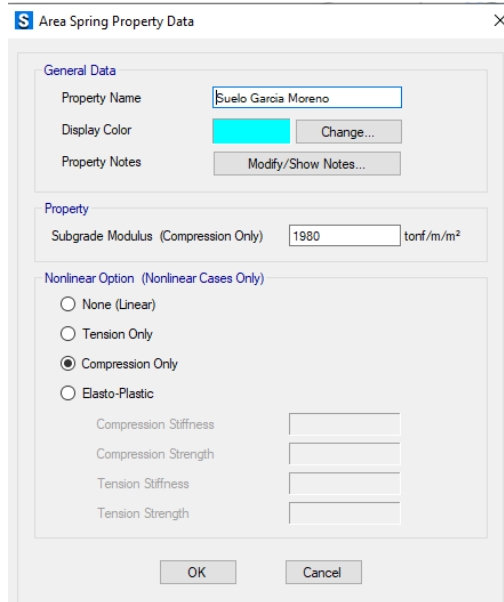 S Area Spring Property Data
General Data
Property Name Suelo Garcia Moreno
Display Color Change...
Property Notes Modify/Show Notes...
Property
Subgrade Modulus (Compression Only) 1980 tonf/m/m²
Nonlinear Option (Nonlinear Cases Only)
None (Linear)
Tension Only
Compression Only
Elasto-Plastic
Compression Stiffness
Compression Strength
Tension Stiffness
Tension Strength
OK Cancel